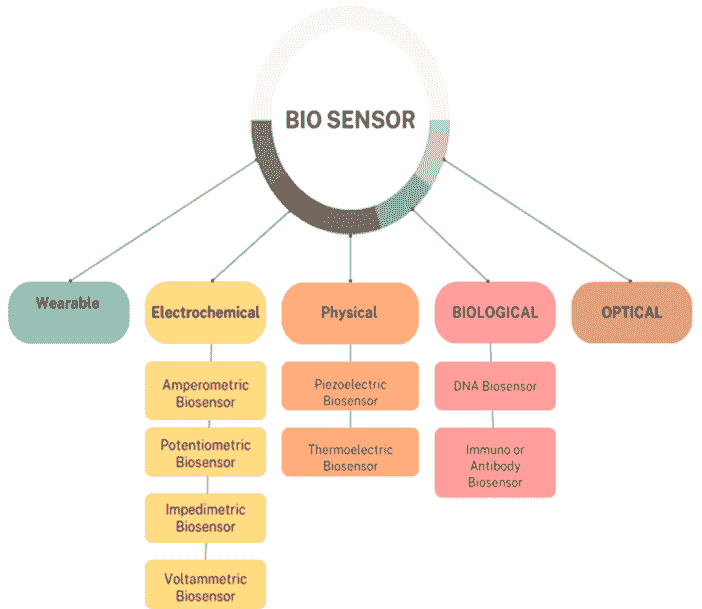 BIO SENSOR
Wearable
Electrochemical
Physical
BIOLOGICAL
OPTICAL
Amperometric
Biosensor
Potentiometric
Biosensor
Impedimetric
Biosensor
Voltammetric
Biosensor
Piezoelectric
Biosensor
Thermoelectric
Biosensor
DNA Biosensor
Immuno or
Antibody
Biosensor